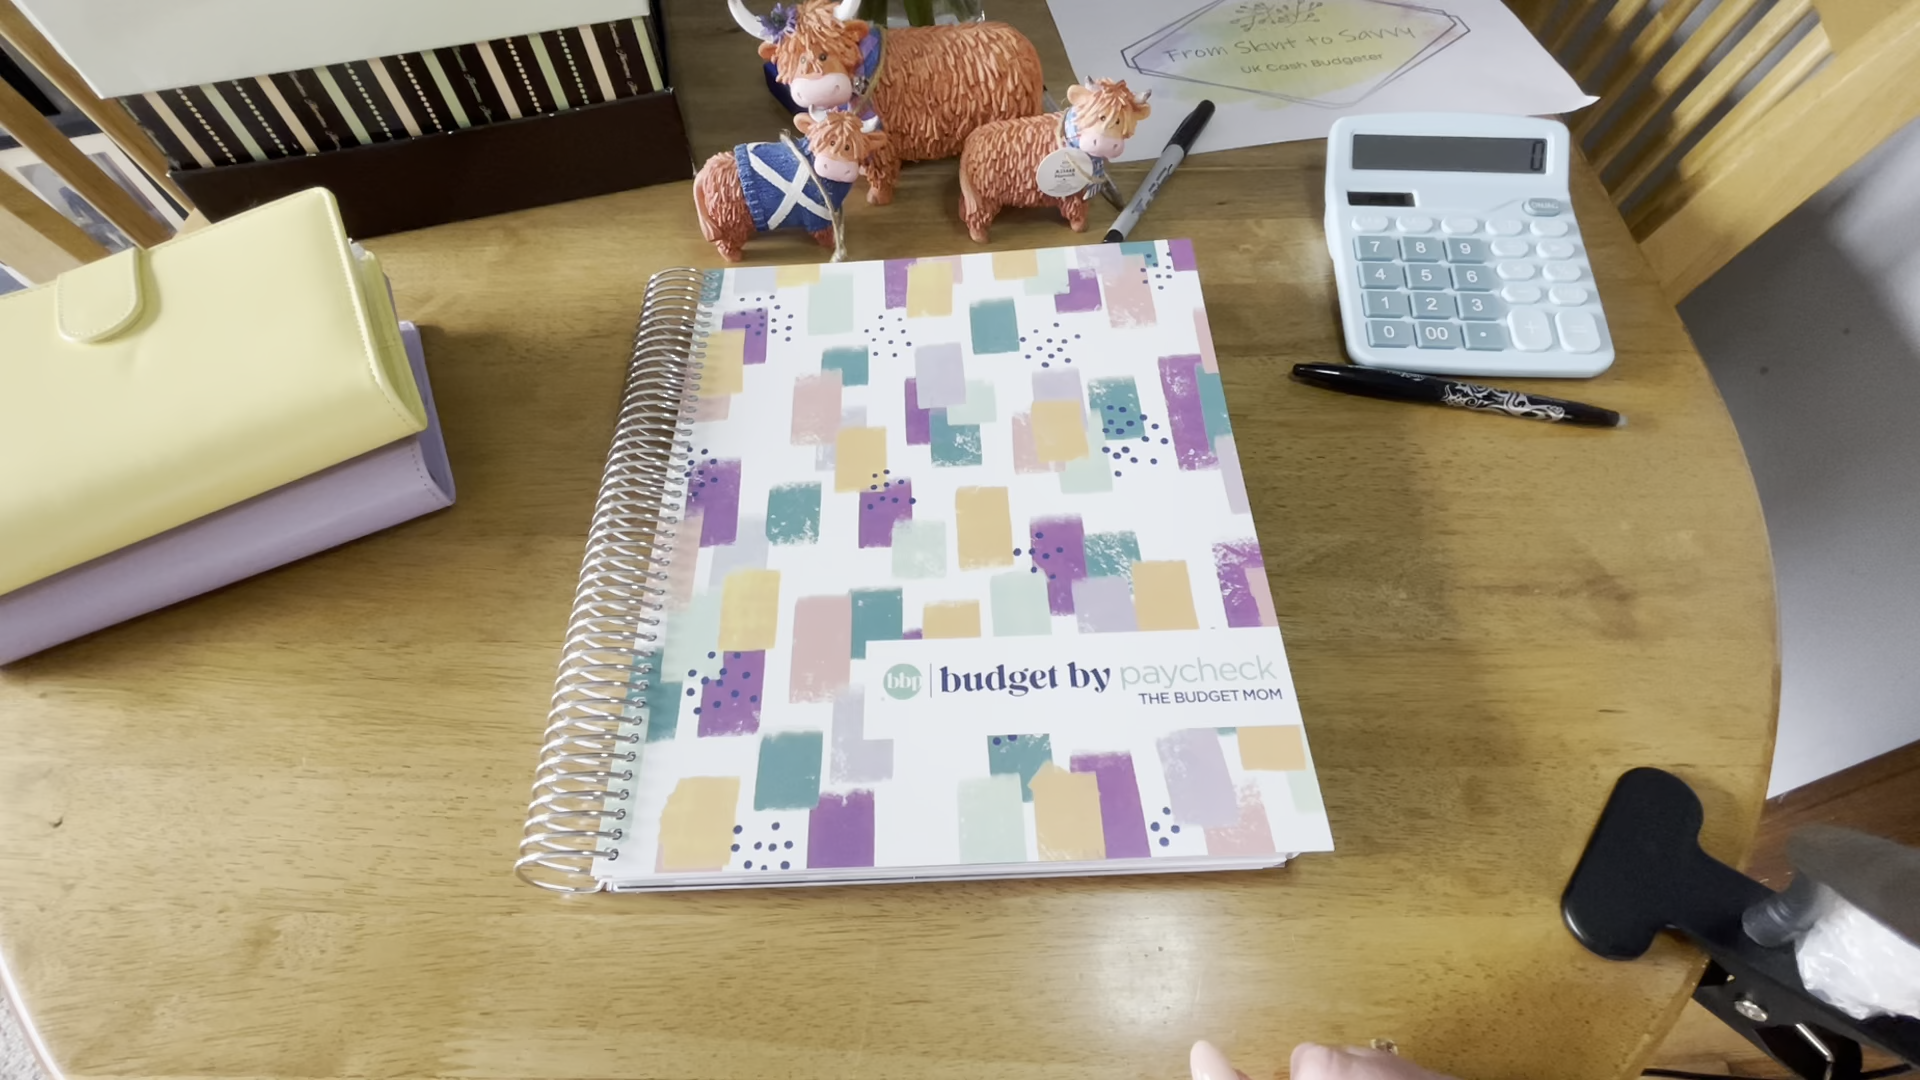 From Skint to Savvy
UK Cash Budgeter
0
7 8 9
4 5 6
1 2 3
0 00 .
+ =
bbp budget by paycheck
THE BUDGET MOM